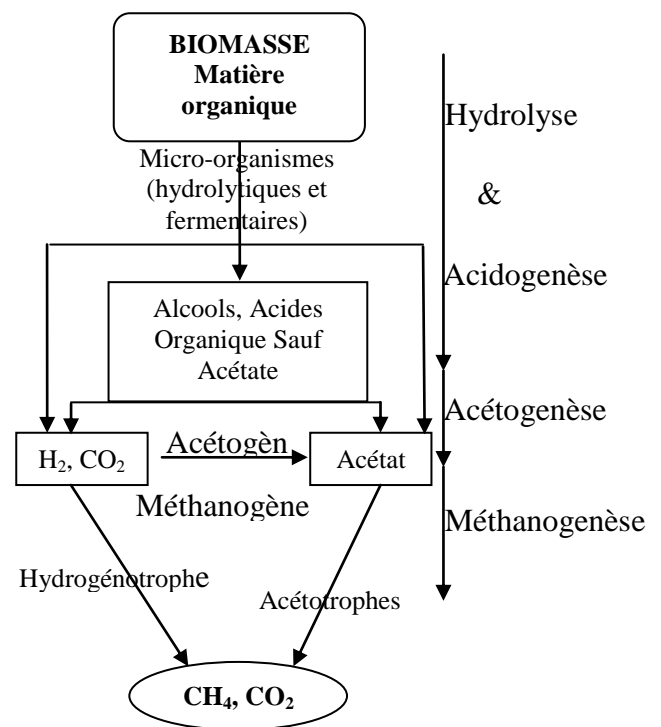 BIOMASSE
Matière
organique
Hydrolyse
Micro-organismes
(hydrolytiques et
fermentaires)
&
Acidogenèse
Alcools, Acides
Organique Sauf
Acétate
Acétogenèse
H₂, CO₂
Acétogèn
Acétat
Méthanogène
Méthanogenèse
Hydrogénotrophe
Acétotrophes
CH₄, CO₂